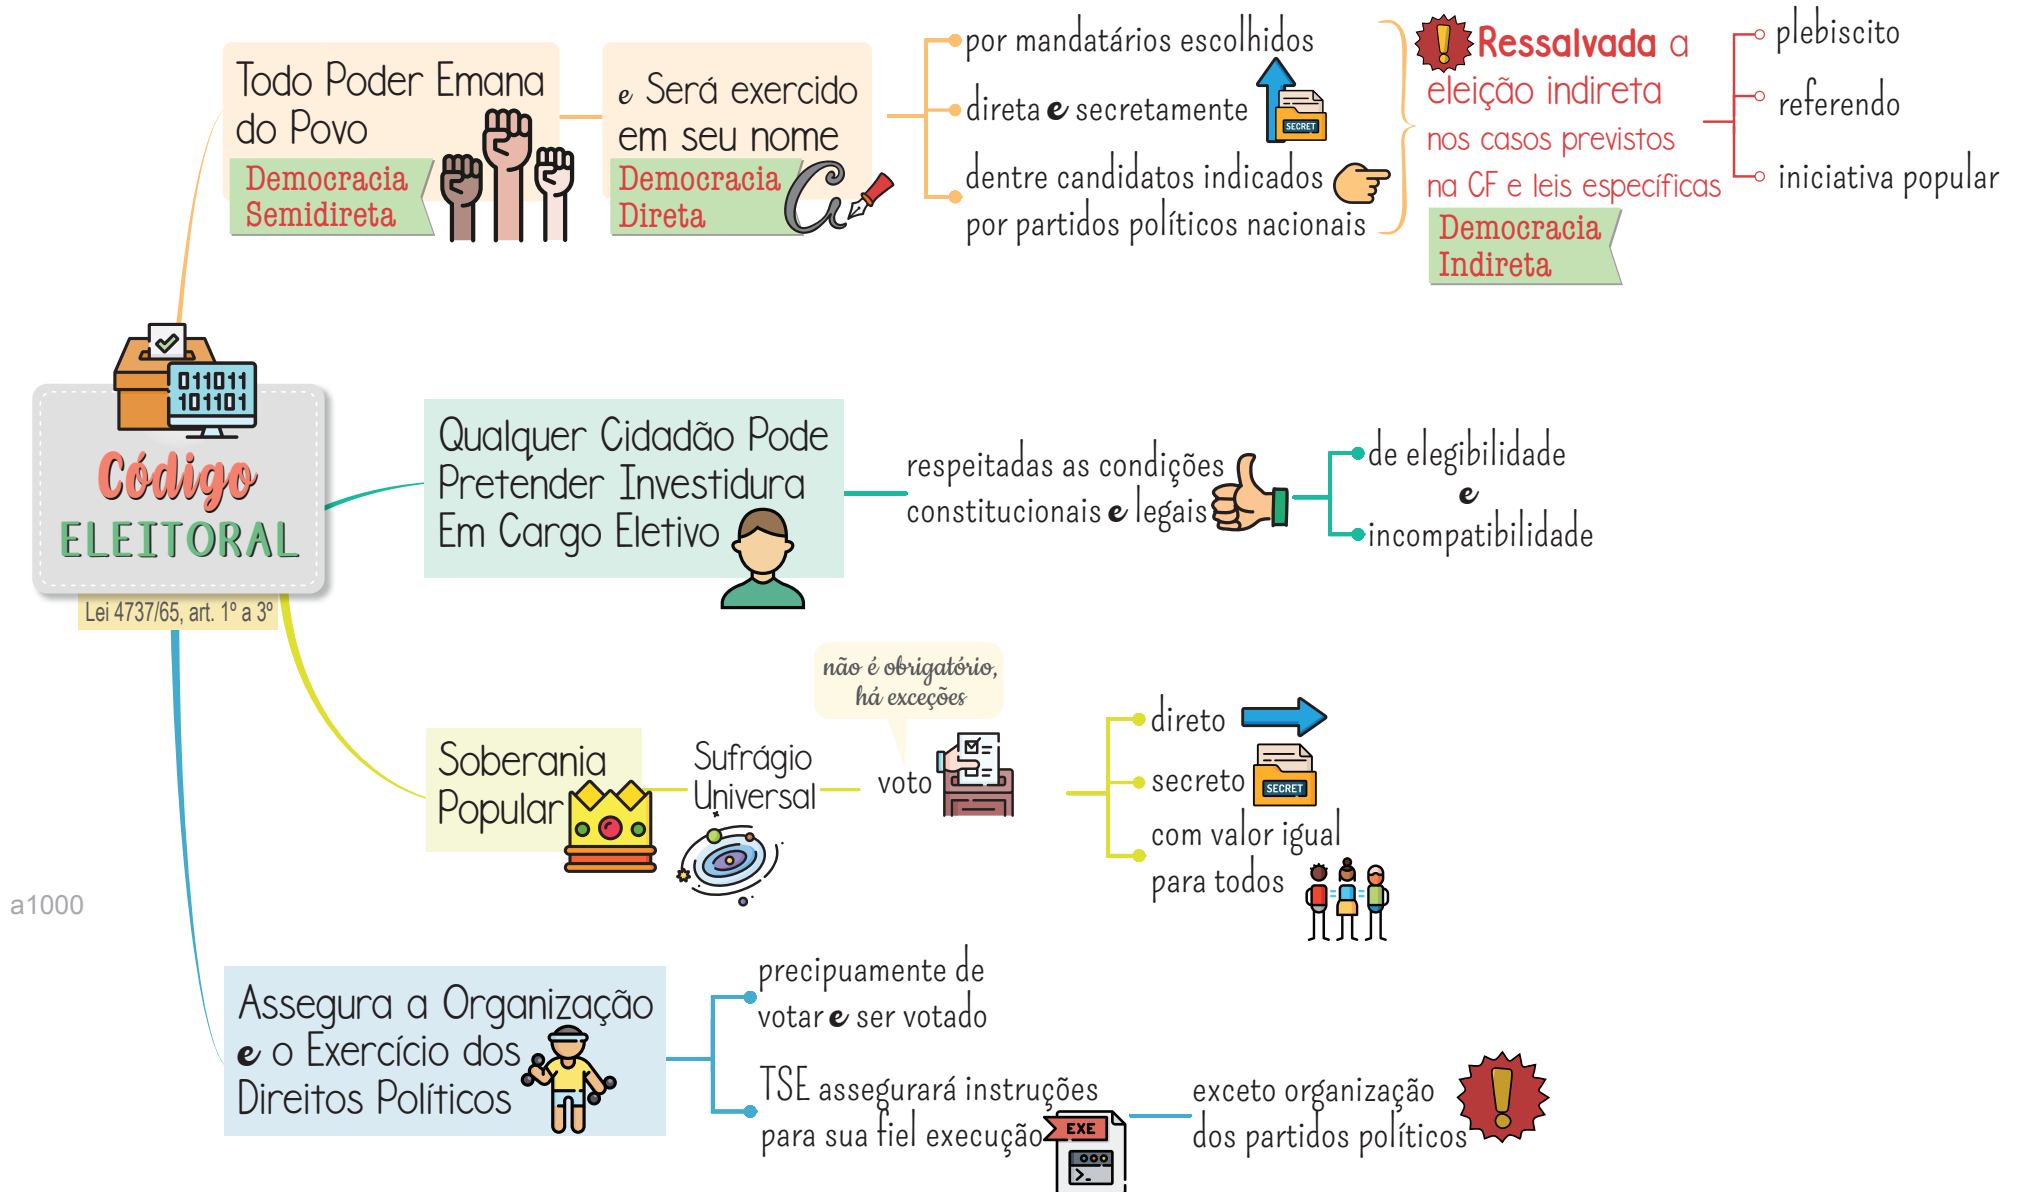 Todo Poder Emana
do Povo
Democracia
Semidireta
e Será exercido
em seu nome
Democracia
Direta
por mandatários escolhidos
direta e secretamente
SECRET
dentre candidatos indicados
por partidos políticos nacionais
Ressalvada a
eleição indireta
nos casos previstos
na CF e leis específicas
Democracia
Indireta
plebiscito
referendo
iniciativa popular
011011
101101
Código
ELEITORAL
Lei 4737/65, art. 1º a 3º
Qualquer Cidadão Pode
Pretender Investidura
Em Cargo Eletivo
respeitadas as condições
constitucionais e legais
de elegibilidade
e
incompatibilidade
Soberania
Popular
Sufrágio
Universal
não é obrigatório,
há exceções
voto
direto
secreto
SECRET
com valor igual
para todos
a1000
Assegura a Organização
e o Exercício dos
Direitos Políticos
precipuamente de
votar e ser votado
TSE assegurará instruções
para sua fiel execução
EXE
exceto organização
dos partidos políticos